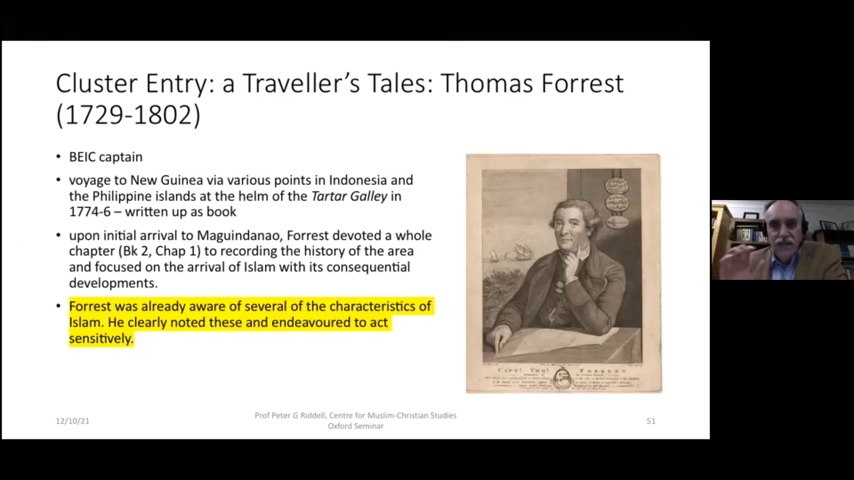 Cluster Entry: a Traveller's Tales: Thomas Forrest
(1729-1802)
• BEIC captain
• voyage to New Guinea via various points in Indonesia and
the Philippine islands at the helm of the Tartar Galley in
1774-6 – written up as book
• upon initial arrival to Maguindanao, Forrest devoted a whole
chapter (Bk 2, Chap 1) to recording the history of the area
and focused on the arrival of Islam with its consequential
developments.
• Forrest was already aware of several of the characteristics of
Islam. He clearly noted these and endeavoured to act
sensitively.
CAPTN. THOS. FORREST
12/10/21
Prof Peter G Riddell, Centre for Muslim-Christian Studies
Oxford Seminar
51